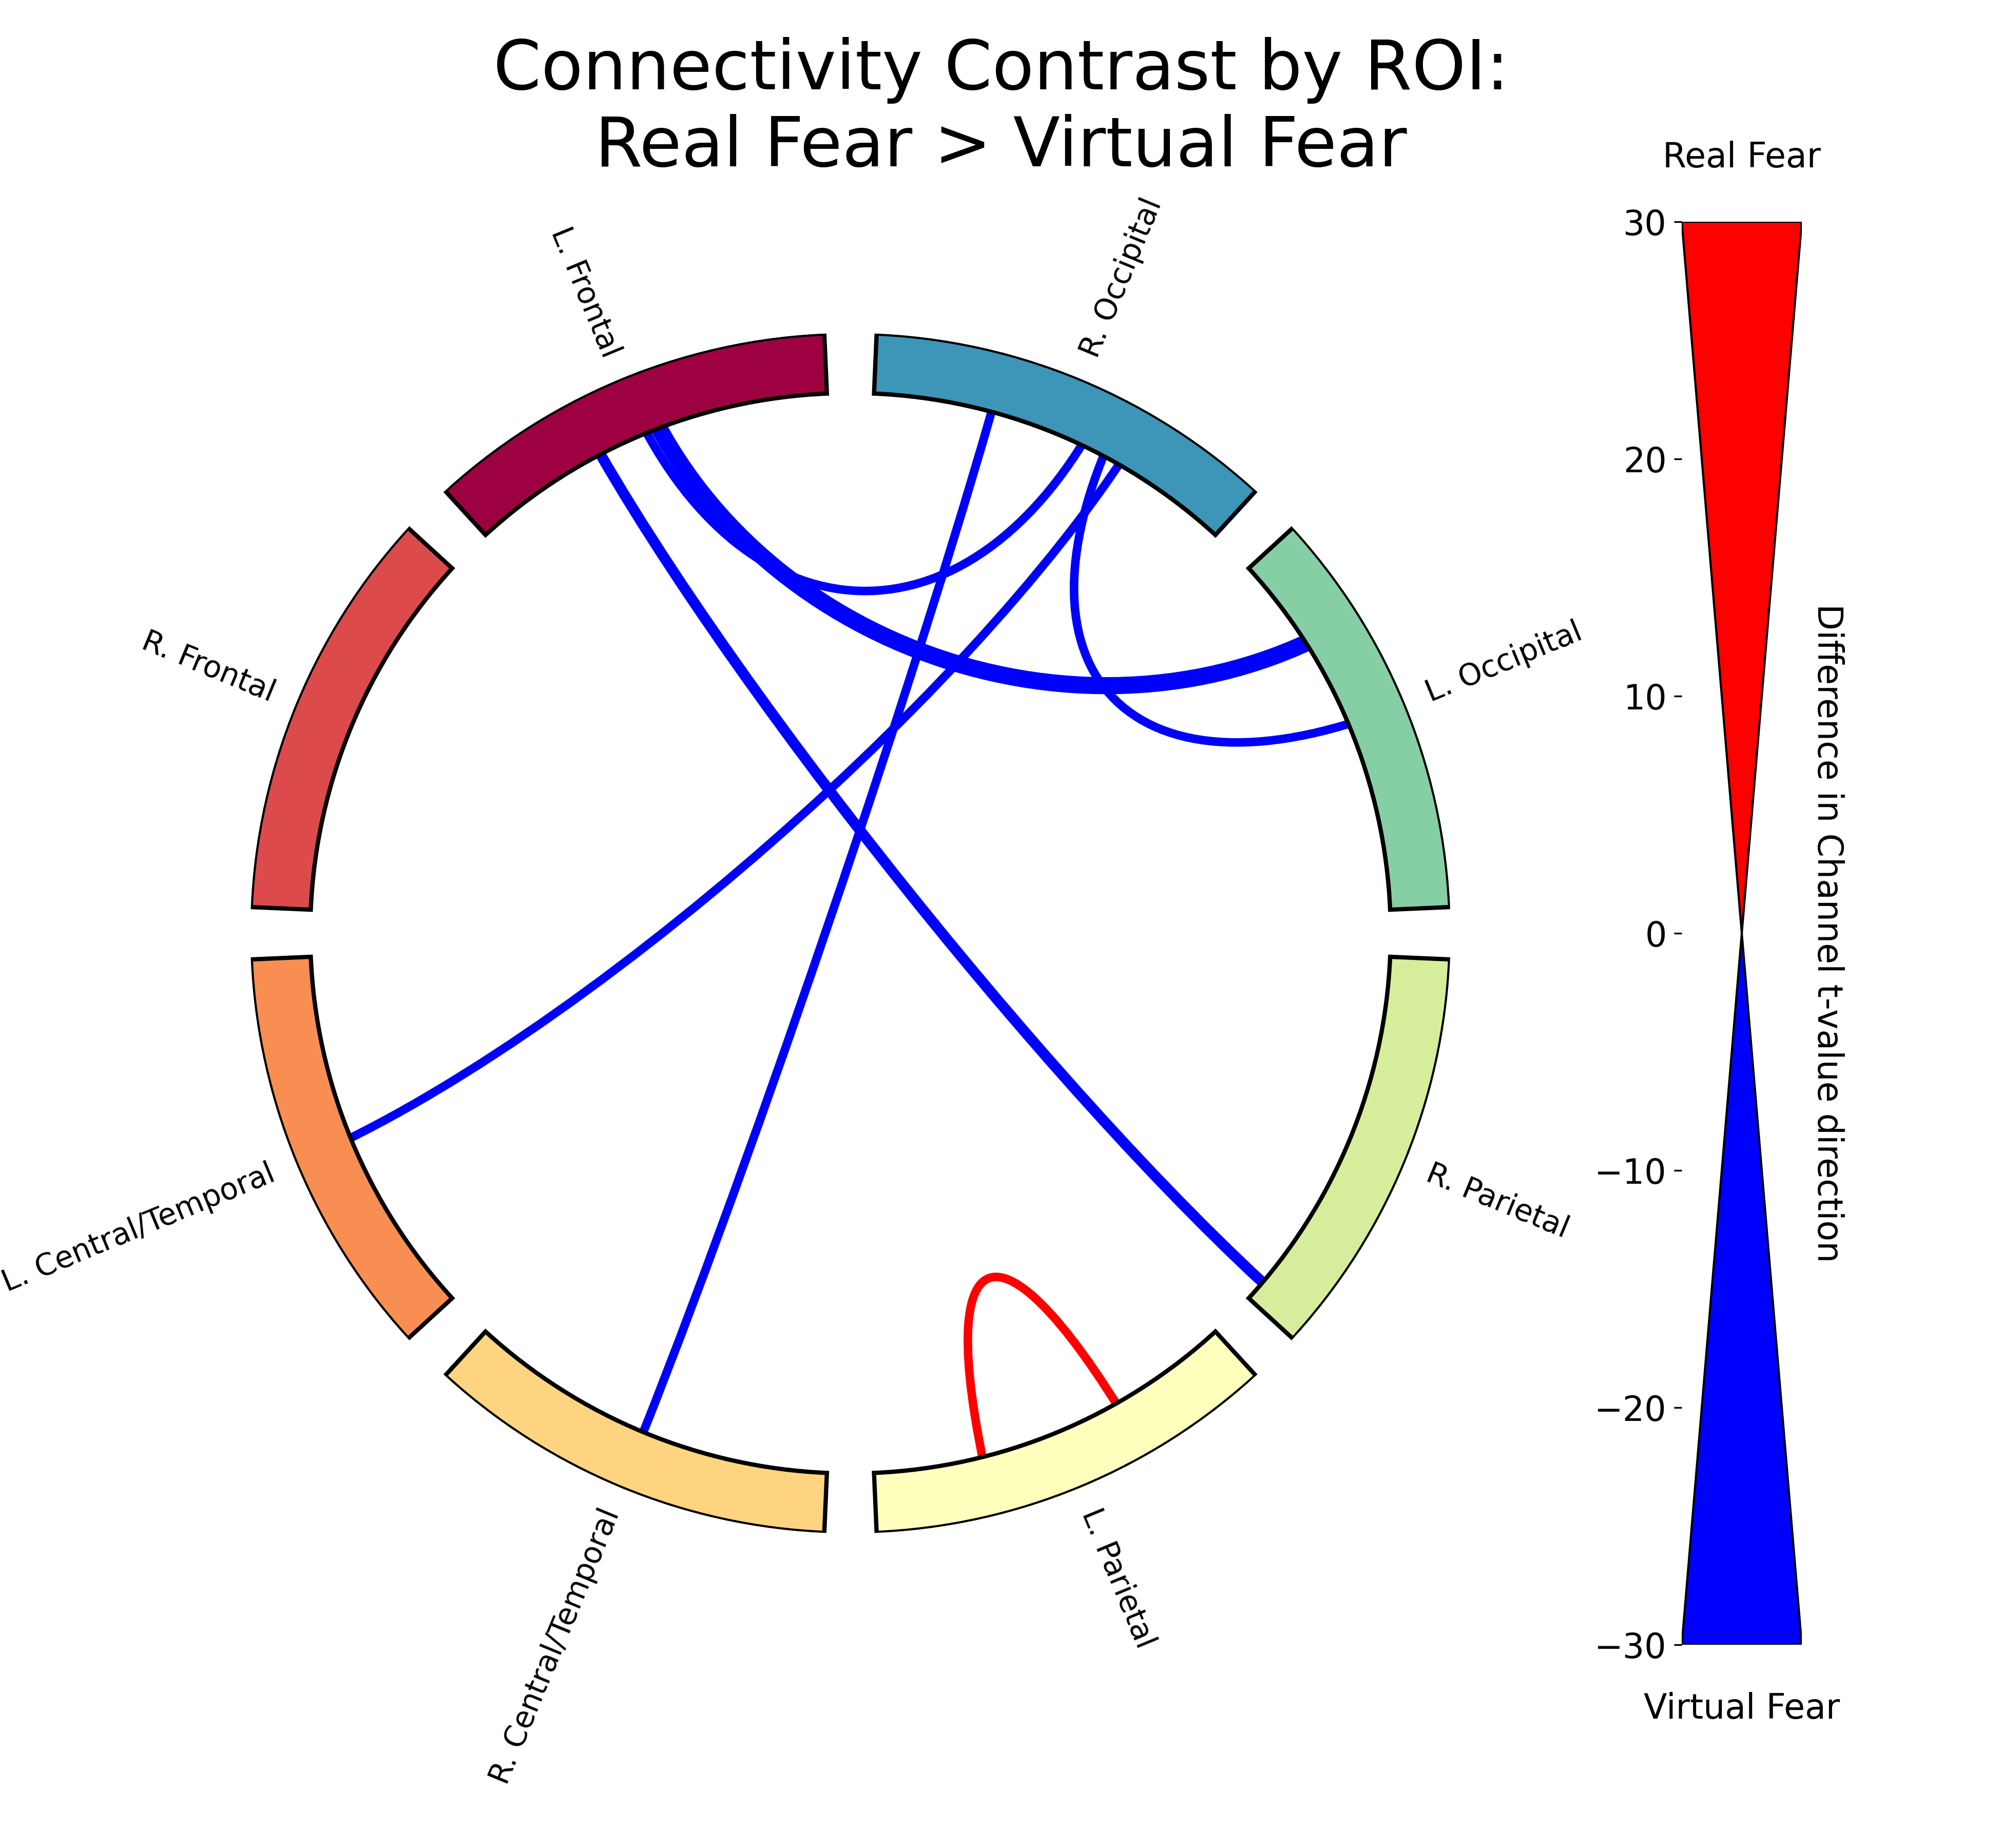 Connectivity Contrast by ROI:
Real Fear > Virtual Fear
Real Fear
30
20
10
0
−10
−20
−30
Virtual Fear
Difference in Channel t-value direction
L. Frontal
R. Occipital
R. Frontal
L. Occipital
L. Central/Temporal
R. Parietal
R. Central/Temporal
L. Parietal